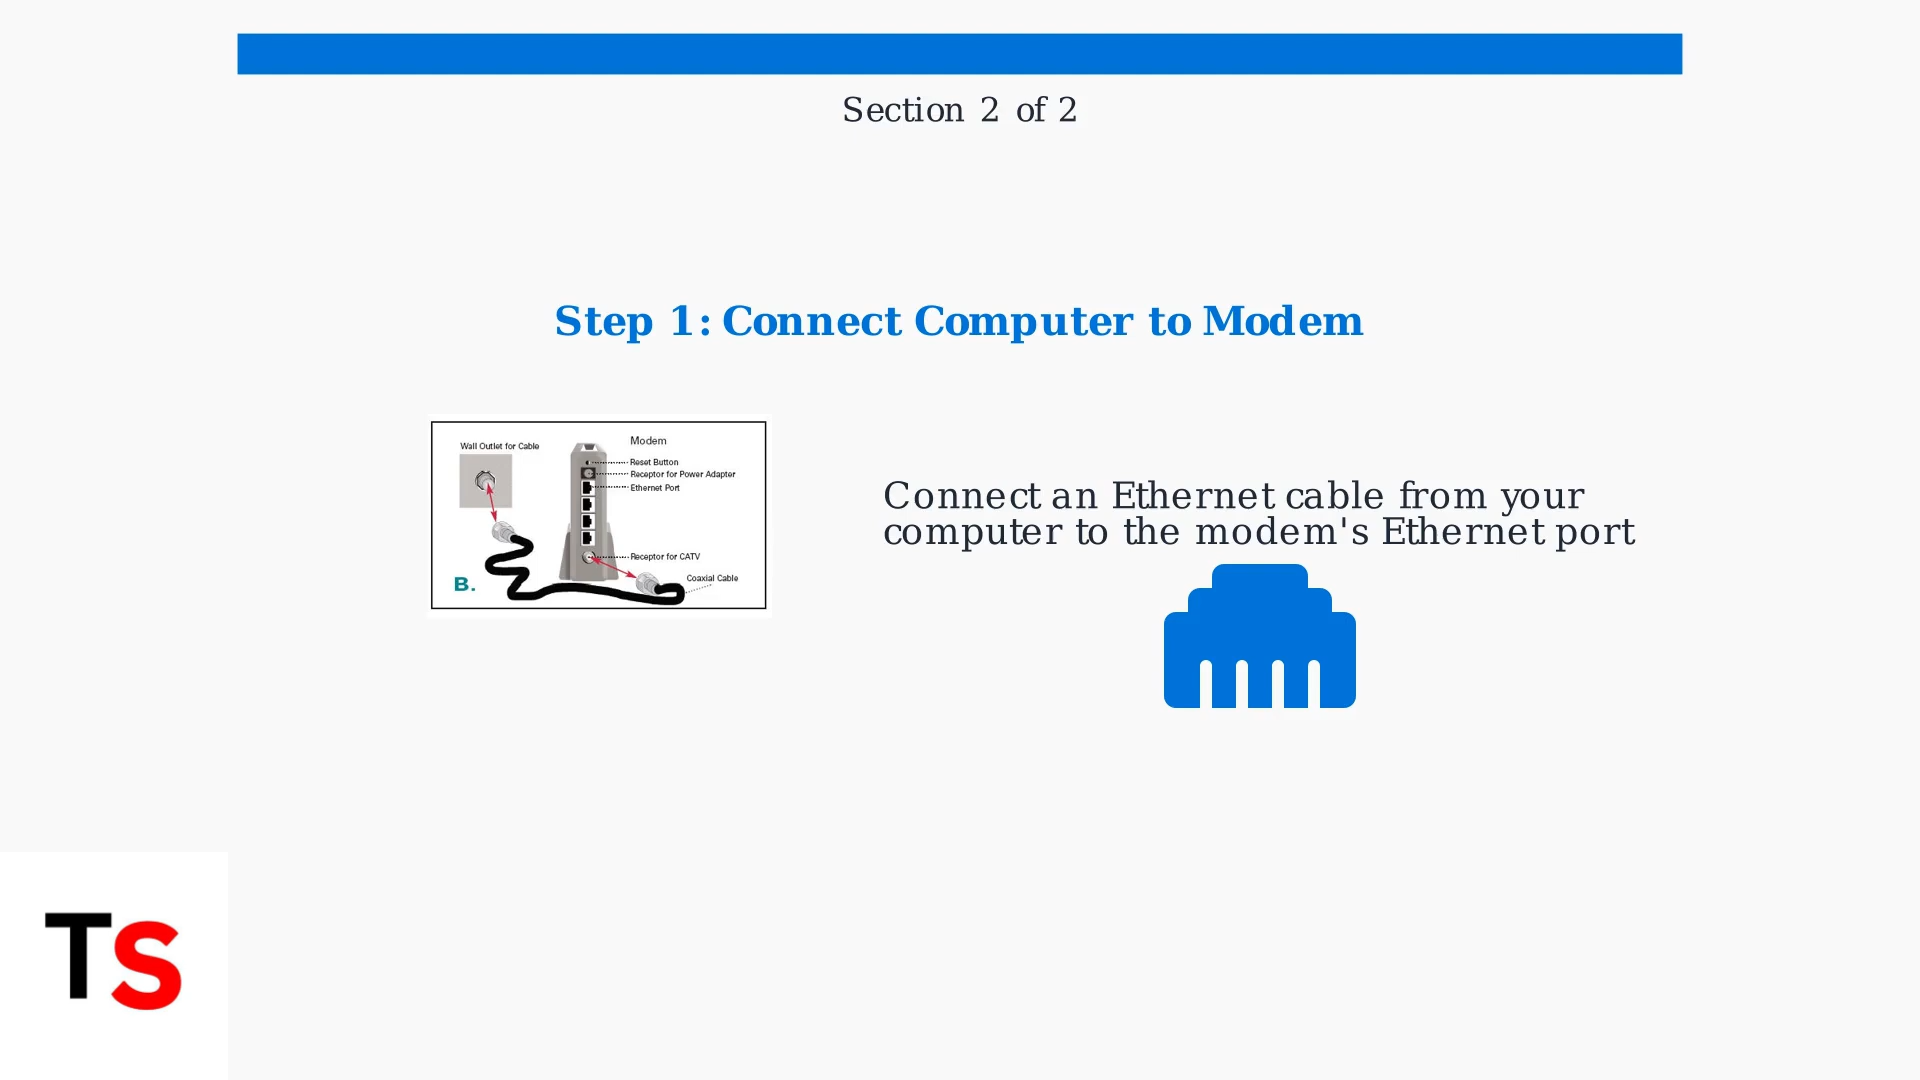 Section 2 of 2
Step 1: Connect Computer to Modem
Wall Outlet for Cable
Modem
Reset Button
Receptor for Power Adapter
Ethernet Port
Receptor for CATV
Coaxial Cable
B.
Connect an Ethernet cable from your
computer to the modem's Ethernet port
TS